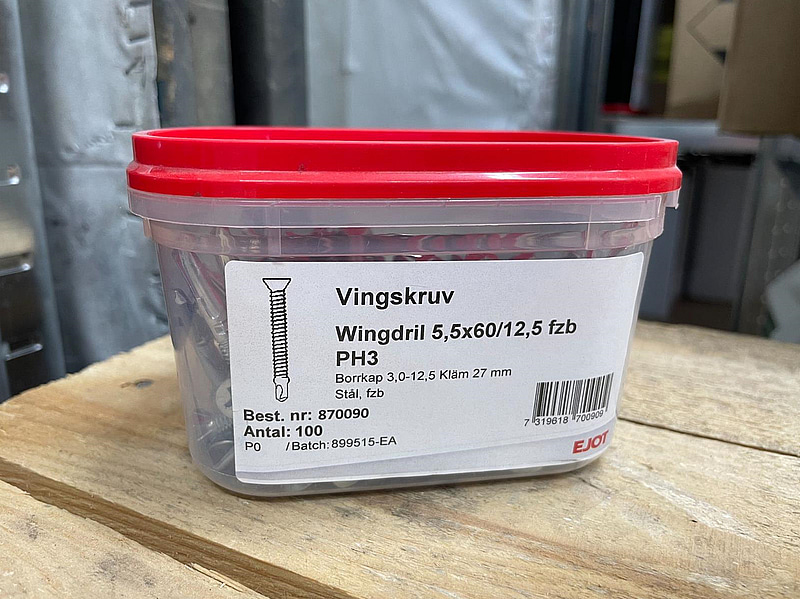 Vingskruv
Wingdril 5,5x60/12,5 fzb
PH3
Borrkap 3,0-12,5 Kläm 27 mm
Stål, fzb
Best. nr: 870090
Antal: 100
P0 /Batch: 899515-EA
7 319618 700909
EJOT